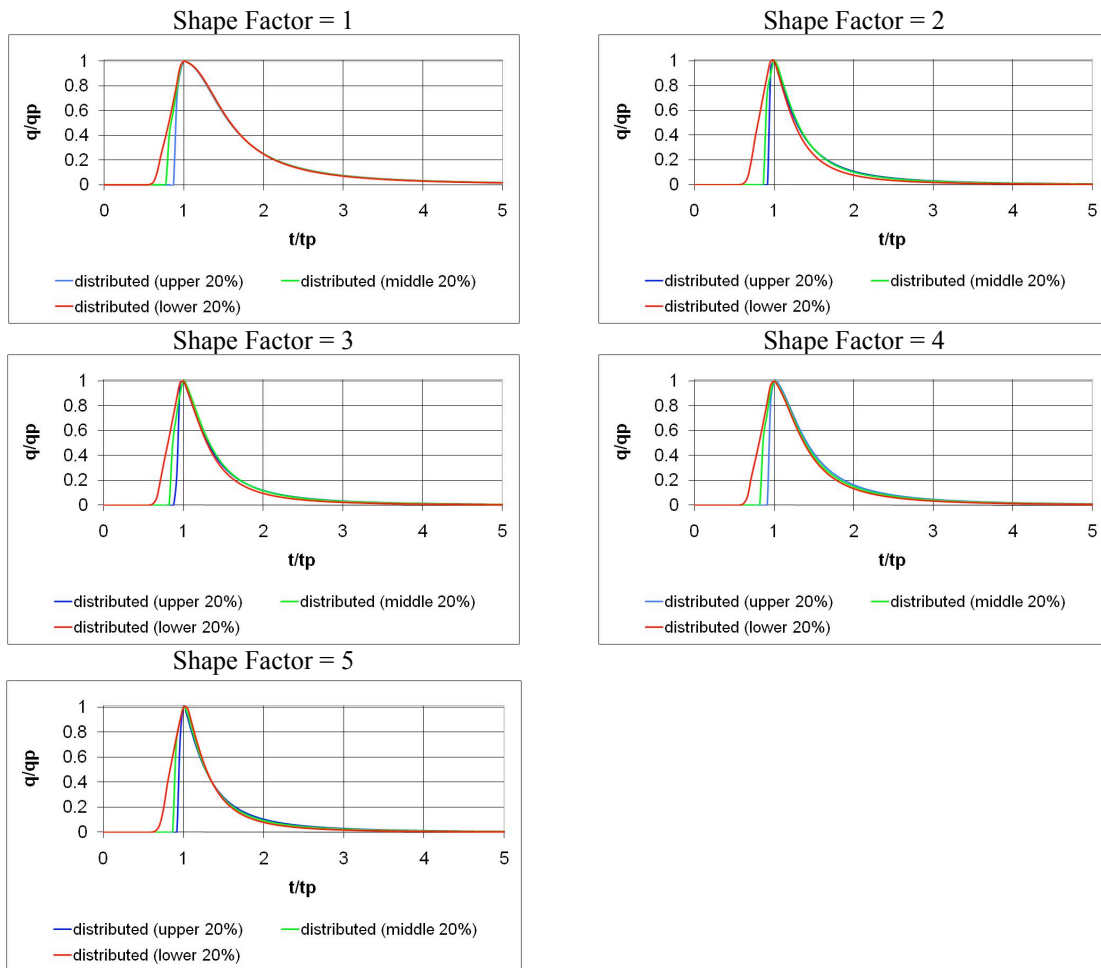 Shape Factor = 1
q/qp
1
0.8
0.6
0.4
0.2
0
0 1 2 3 4 5
t/tp
distributed (upper 20%) distributed (middle 20%)
distributed (lower 20%)
Shape Factor = 2
q/qp
1
0.8
0.6
0.4
0.2
0
0 1 2 3 4 5
t/tp
distributed (upper 20%) distributed (middle 20%)
distributed (lower 20%)
Shape Factor = 3
q/qp
1
0.8
0.6
0.4
0.2
0
0 1 2 3 4 5
t/tp
distributed (upper 20%) distributed (middle 20%)
distributed (lower 20%)
Shape Factor = 4
q/qp
1
0.8
0.6
0.4
0.2
0
0 1 2 3 4 5
t/tp
distributed (upper 20%) distributed (middle 20%)
distributed (lower 20%)
Shape Factor = 5
q/qp
1
0.8
0.6
0.4
0.2
0
0 1 2 3 4 5
t/tp
distributed (upper 20%) distributed (middle 20%)
distributed (lower 20%)